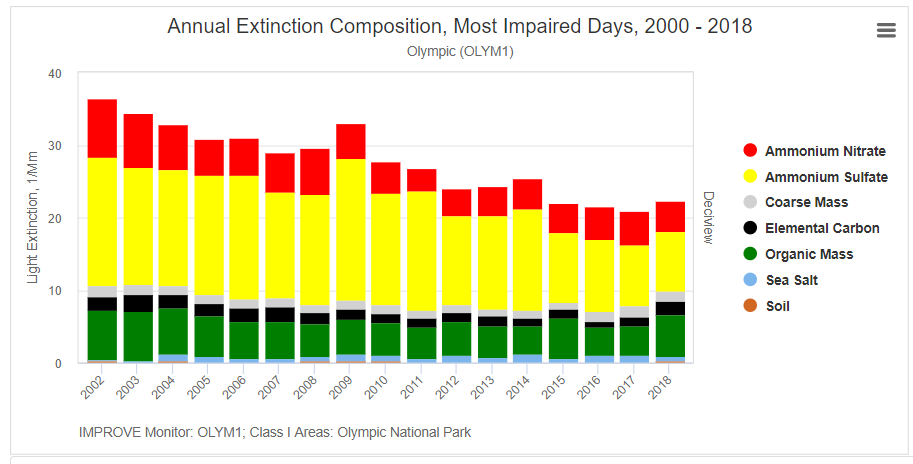 Annual Extinction Composition, Most Impaired Days, 2000 - 2018
Olympic (OLYM1)
Light Extinction, 1/Mm
40
30
20
10
0
2002
2003
2004
2005
2006
2007
2008
2009
2010
2011
2012
2013
2014
2015
2016
2017
2018
Deciview
Ammonium Nitrate
Ammonium Sulfate
Coarse Mass
Elemental Carbon
Organic Mass
Sea Salt
Soil
IMPROVE Monitor: OLYM1; Class I Areas: Olympic National Park